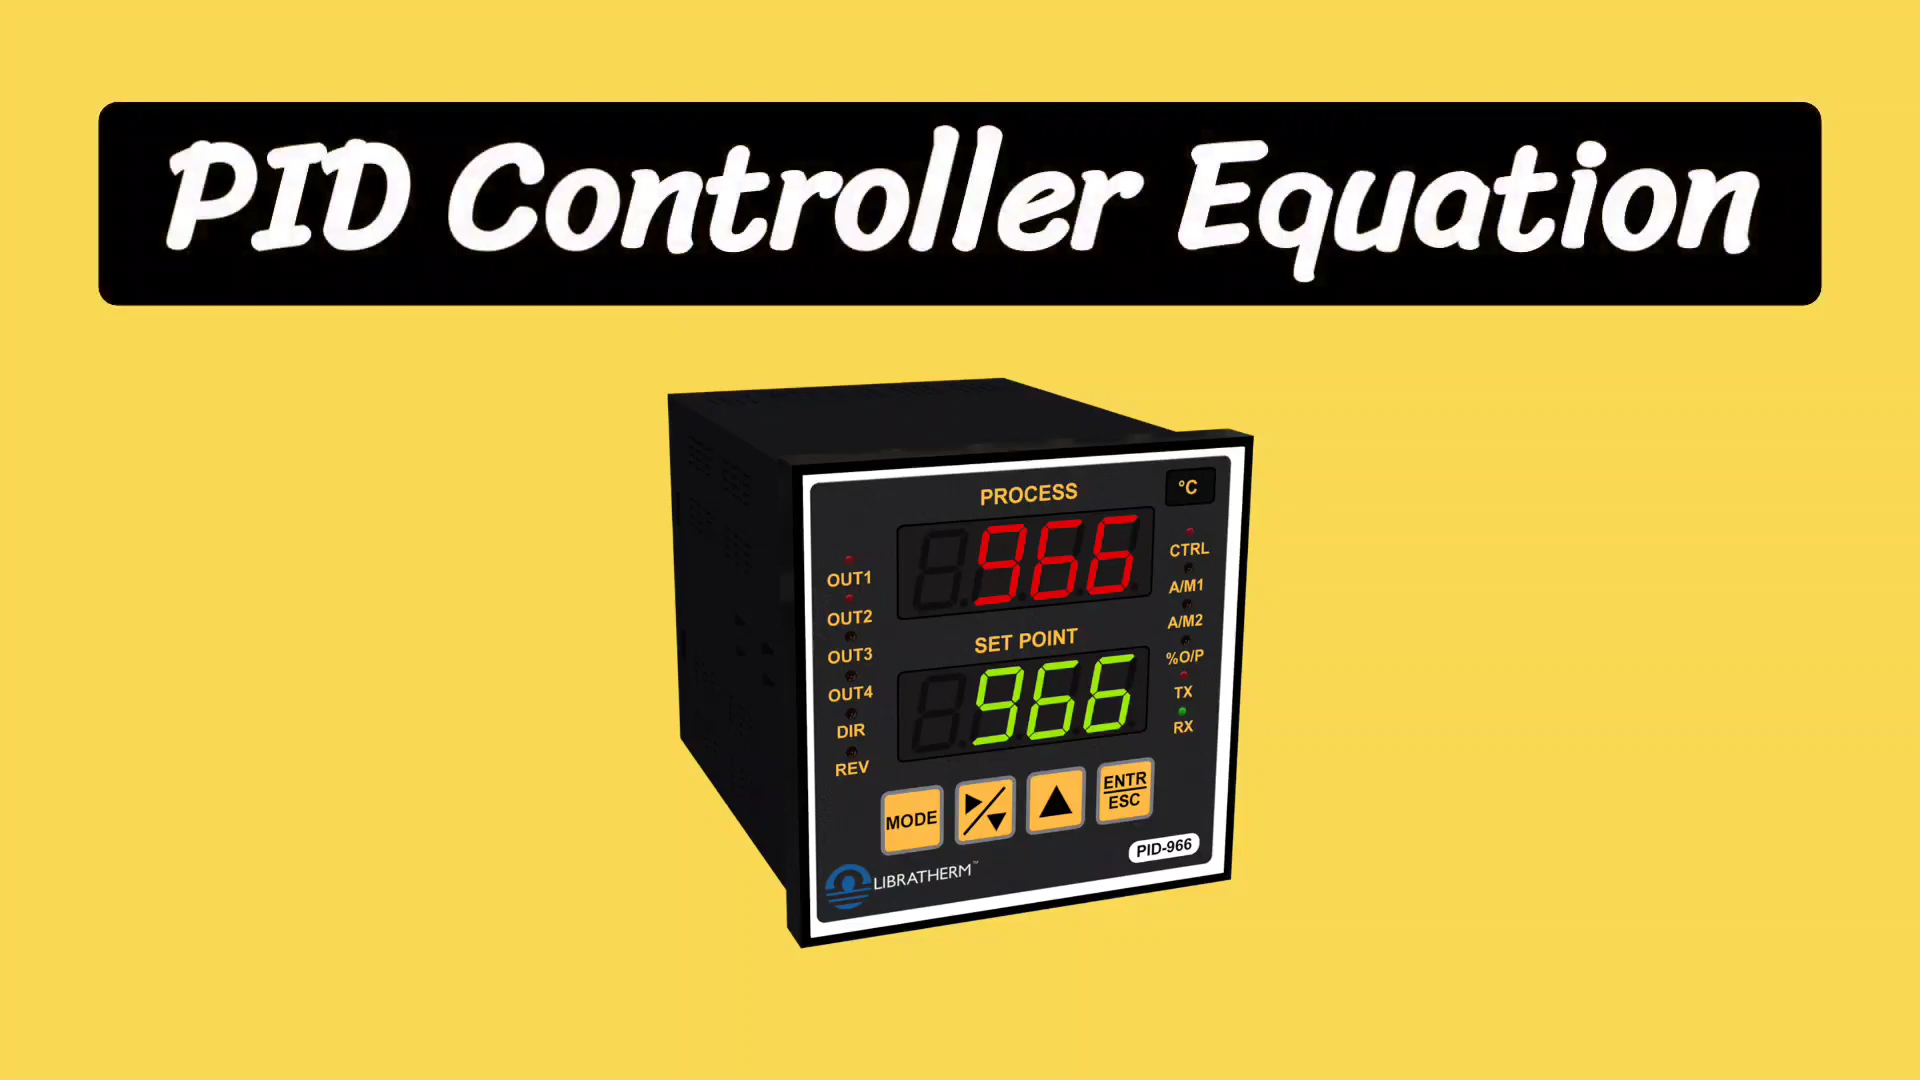 PID Controller Equation
PROCESS
°C
966
OUT1
OUT2
OUT3
OUT4
DIR
REV
SET POINT
966
CTRL
A/M1
A/M2
%O/P
TX
RX
MODE
ENTR
ESC
PID-966
LIBRATHERM™